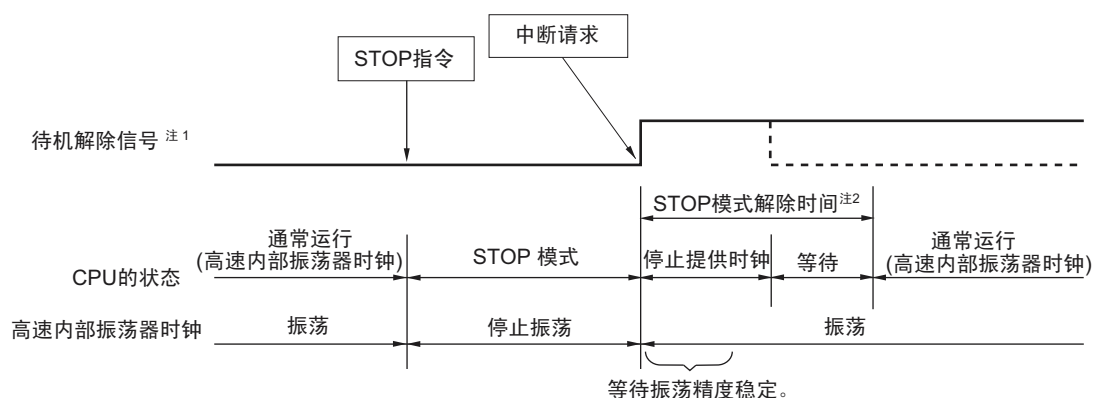 中断请求
STOP指令
待机解除信号 注1
STOP模式解除时间注2
通常运行
(高速内部振荡器时钟)
STOP 模式
停止提供时钟
等待
通常运行
(高速内部振荡器时钟)
CPU的状态
高速内部振荡器时钟
振荡
停止振荡
振荡
等待振荡精度稳定。